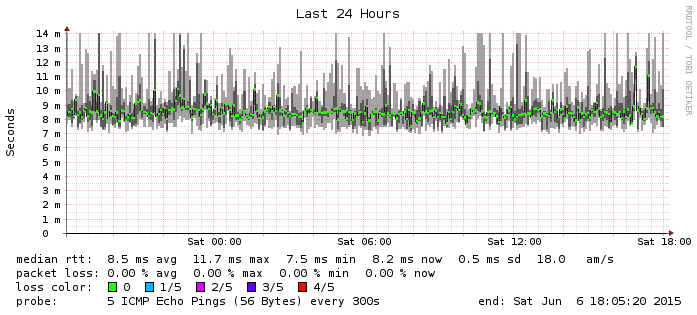 Last 24 Hours
RRDTOOL / TOBI OETIKER
Seconds
14 m
13 m
12 m
11 m
10 m
9 m
8 m
7 m
6 m
5 m
4 m
3 m
2 m
1 m
0
Sat 00:00 Sat 06:00 Sat 12:00 Sat 18:00
median rtt: 8.5 ms avg 11.7 ms max 7.5 ms min 8.2 ms now 0.5 ms sd 18.0 am/s
packet loss: 0.00 % avg 0.00 % max 0.00 % min 0.00 % now
loss color: 0 1/5 2/5 3/5 4/5
probe: 5 ICMP Echo Pings (56 Bytes) every 300s end: Sat Jun 6 18:05:20 2015